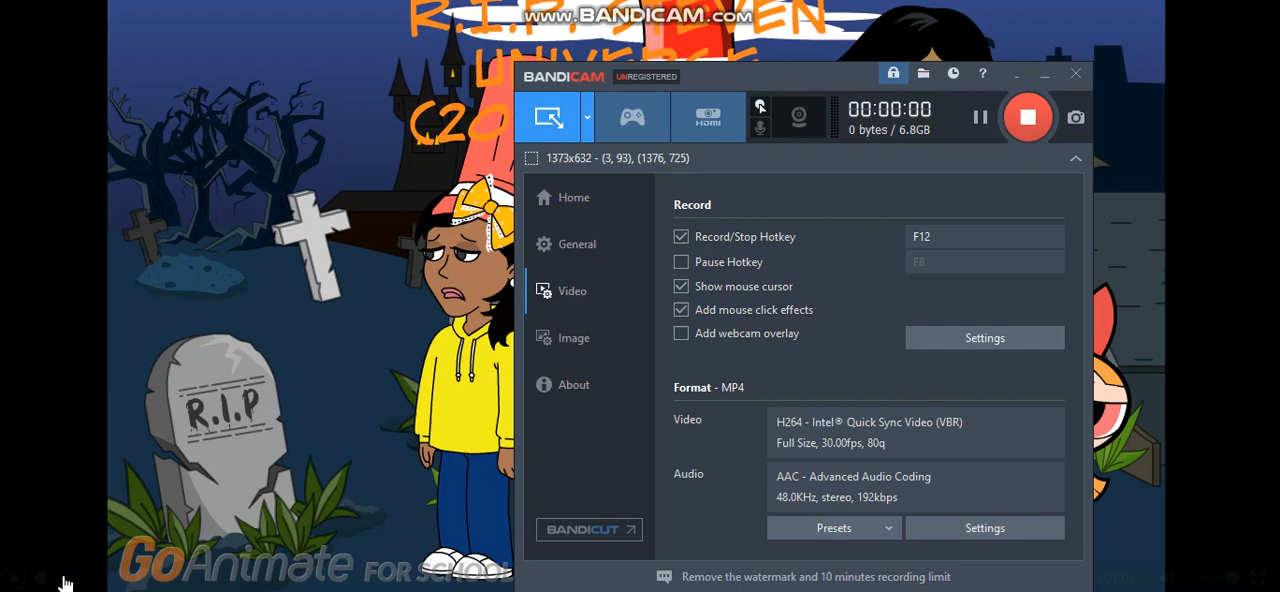 R.I.P. STEVEN
www.BANDICAM.com
UNIVERSE
(20
BANDICAM UNREGISTERED
HDMI
00:00:00
0 bytes / 6.8GB
1373x632 - (3, 93), (1376, 725)
Home
General
Video
Image
About
BANDICUT
Record
Record/Stop Hotkey F12
Pause Hotkey F8
Show mouse cursor
Add mouse click effects
Add webcam overlay
Settings
Format - MP4
Video
H264 - Intel® Quick Sync Video (VBR)
Full Size, 30.00fps, 80q
Audio
AAC - Advanced Audio Coding
48.0KHz, stereo, 192kbps
Presets
Settings
Remove the watermark and 10 minutes recording limit
R.I.P
GoAnimate FOR SCHOOL